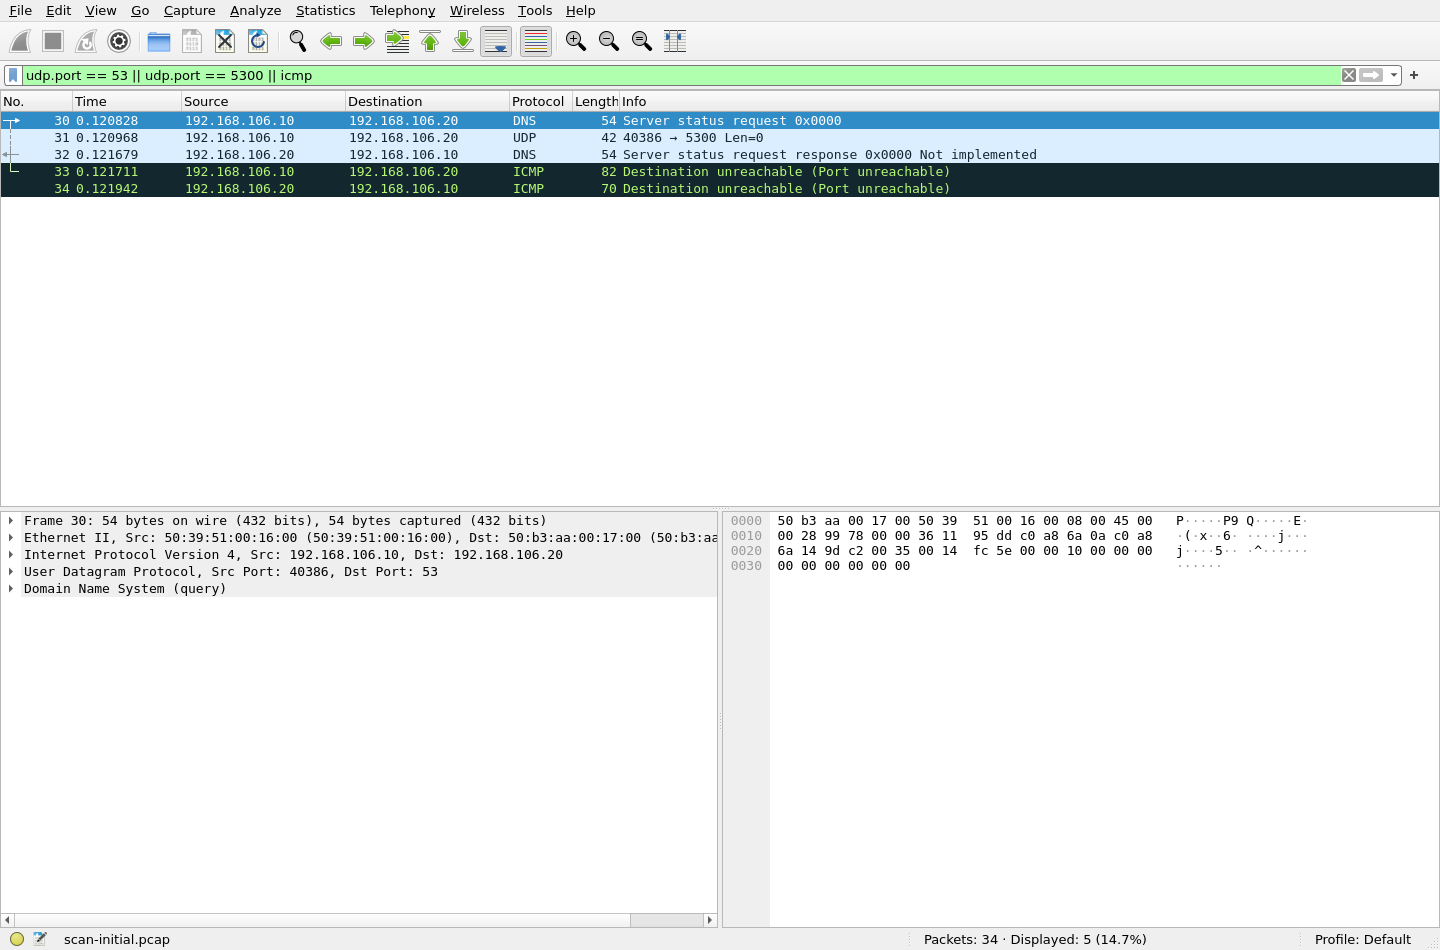 File Edit View Go Capture Analyze Statistics Telephony Wireless Tools Help
udp.port == 53 || udp.port == 5300 || icmp
No. Time Source Destination Protocol Length Info
30 0.120828 192.168.106.10 192.168.106.20 DNS 54 Server status request 0x0000
31 0.120968 192.168.106.10 192.168.106.20 UDP 42 40386 → 5300 Len=0
32 0.121679 192.168.106.20 192.168.106.10 DNS 54 Server status request response 0x0000 Not implemented
33 0.121711 192.168.106.10 192.168.106.20 ICMP 82 Destination unreachable (Port unreachable)
34 0.121942 192.168.106.20 192.168.106.10 ICMP 70 Destination unreachable (Port unreachable)
Frame 30: 54 bytes on wire (432 bits), 54 bytes captured (432 bits)
Ethernet II, Src: 50:39:51:00:16:00 (50:39:51:00:16:00), Dst: 50:b3:aa:00:17:00 (50:b3:aa
Internet Protocol Version 4, Src: 192.168.106.10, Dst: 192.168.106.20
User Datagram Protocol, Src Port: 40386, Dst Port: 53
Domain Name System (query)
0000 50 b3 aa 00 17 00 50 39 51 00 16 00 08 00 45 00 P·····P9 Q·····E·
0010 00 28 99 78 00 00 36 11 95 dd c0 a8 6a 0a c0 a8 ·(·x··6· ····j···
0020 6a 14 9d c2 00 35 00 14 fc 5e 00 00 10 00 00 00 j····5·· ·^······
0030 00 00 00 00 00 00 ······
scan-initial.pcap
Packets: 34 · Displayed: 5 (14.7%)
Profile: Default